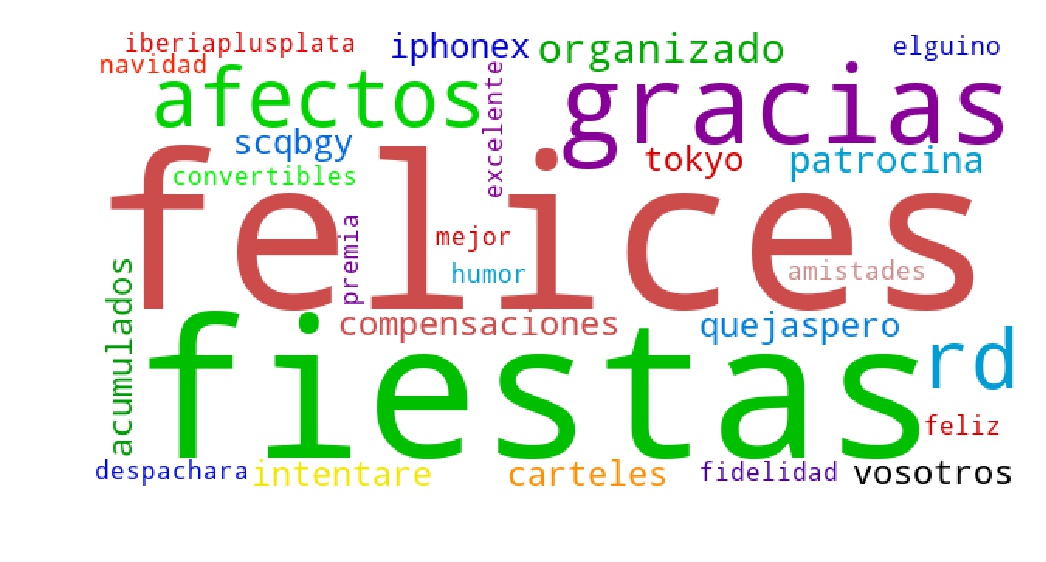 iberiaplusplata
iphonex
organizado
elguino
navidad
afectos
excelente
gracias
scqbgy
tokyo
patrocina
convertibles
felices
premia
mejor
humor
amistades
acumulados
compensaciones
quejaspero
fiestas
rd
feliz
despachara
intentare
carteles
fidelidad
vosotros